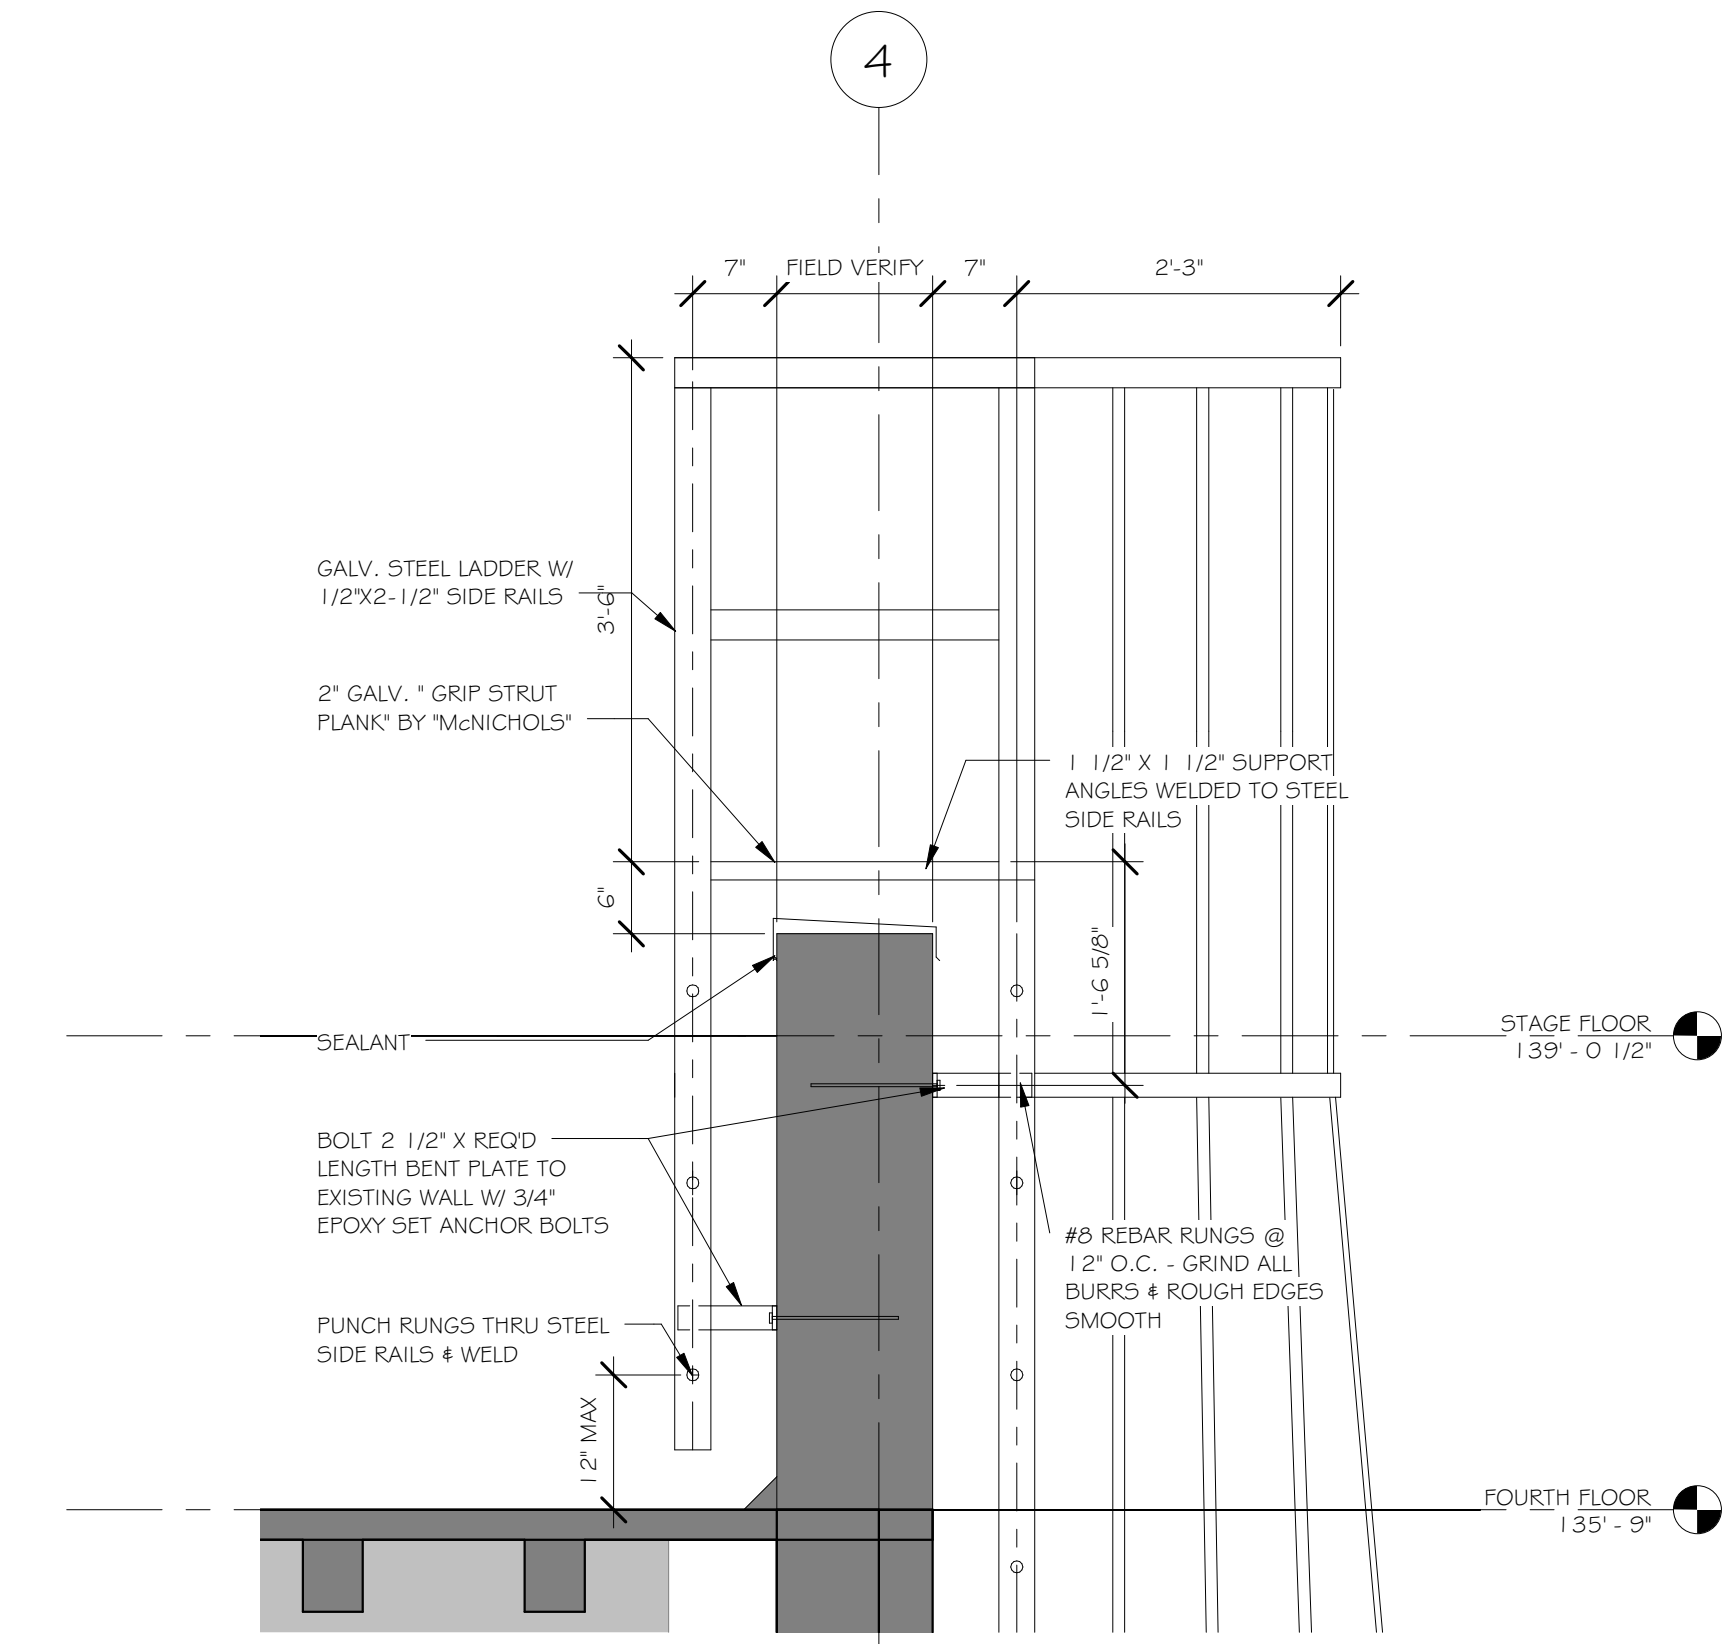 4
7"
FIELD VERIFY
7"
2'-3"
GALV. STEEL LADDER W/
1/2"X2-1/2" SIDE RAILS
3'-6"
2" GALV. " GRIP STRUT
PLANK" BY "McNICHOLS"
1 1/2" X 1 1/2" SUPPORT
ANGLES WELDED TO STEEL
SIDE RAILS
6"
1'-6 5/8"
SEALANT
STAGE FLOOR
139' - 0 1/2"
BOLT 2 1/2" X REQ'D
LENGTH BENT PLATE TO
EXISTING WALL W/ 3/4"
EPOXY SET ANCHOR BOLTS
#8 REBAR RUNGS @
12" O.C. - GRIND ALL
BURRS & ROUGH EDGES
SMOOTH
PUNCH RUNGS THRU STEEL
SIDE RAILS & WELD
12" MAX
FOURTH FLOOR
135' - 9"